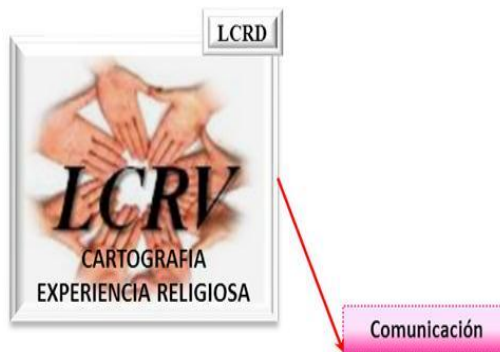 LCRD
LCRV
CARTOGRAFIA
EXPERIENCIA RELIGIOSA
Comunicación